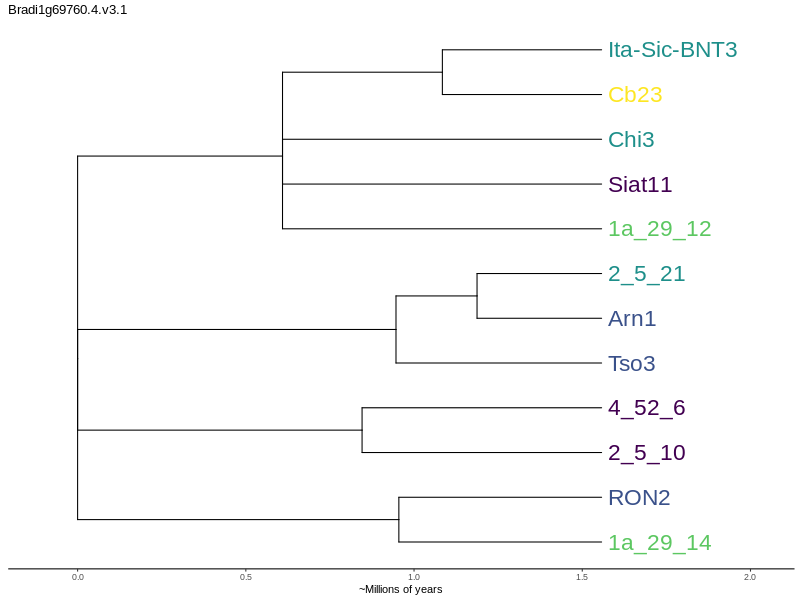 Bradi1g69760.4.v3.1
Ita-Sic-BNT3
Cb23
Chi3
Siat11
1a_29_12
2_5_21
Arn1
Tso3
4_52_6
2_5_10
RON2
1a_29_14
0.0 0.5 1.0 1.5 2.0
~Millions of years